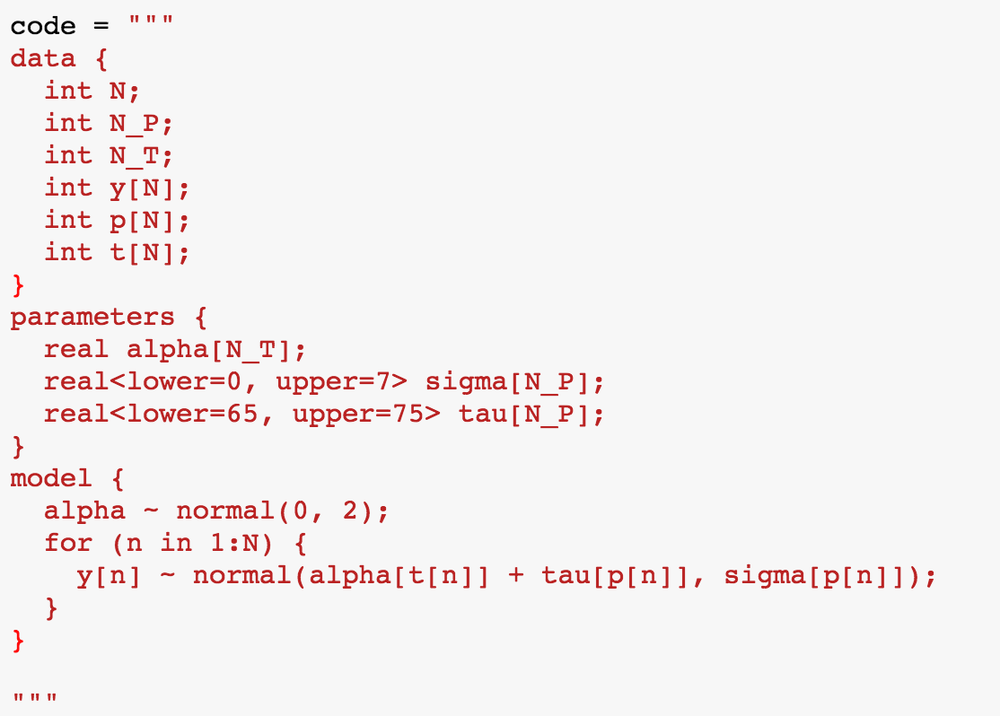 code = """
data {
  int N;
  int N_P;
  int N_T;
  int y[N];
  int p[N];
  int t[N];
}
parameters {
  real alpha[N_T];
  real<lower=0, upper=7> sigma[N_P];
  real<lower=65, upper=75> tau[N_P];
}
model {
  alpha ~ normal(0, 2);
  for (n in 1:N) {
    y[n] ~ normal(alpha[t[n]] + tau[p[n]], sigma[p[n]]);
  }
}
"""